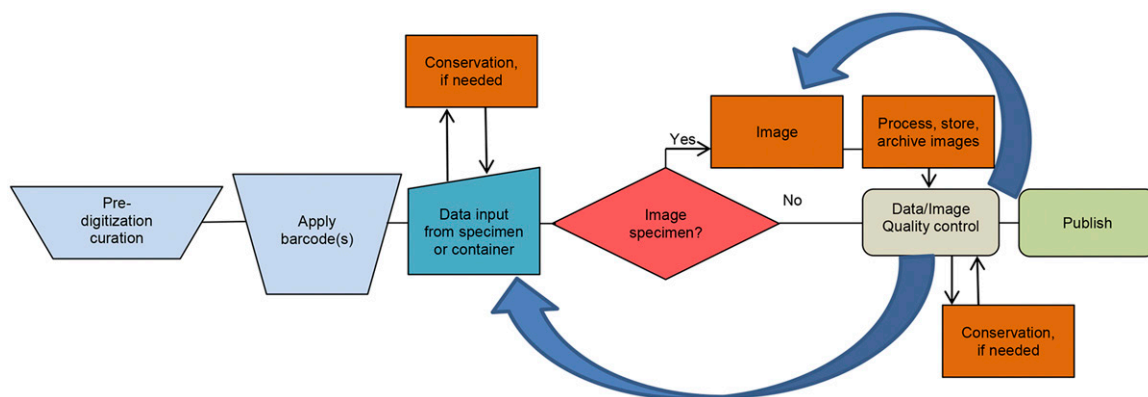 Pre-
digitization
curation
Apply
barcode(s)
Conservation,
if needed
Data input
from specimen
or container
Image
specimen?
Yes
No
Image
Process, store,
archive images
Data/Image
Quality control
Conservation,
if needed
Publish